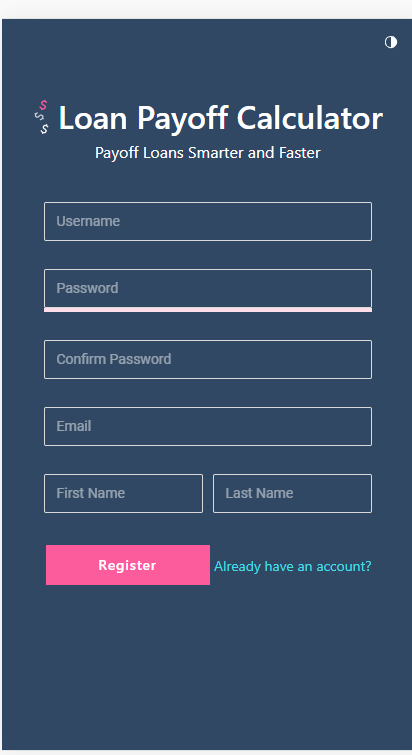 $ $ $ Loan Payoff Calculator
Payoff Loans Smarter and Faster
Username
Password
Confirm Password
Email
First Name Last Name
Register Already have an account?